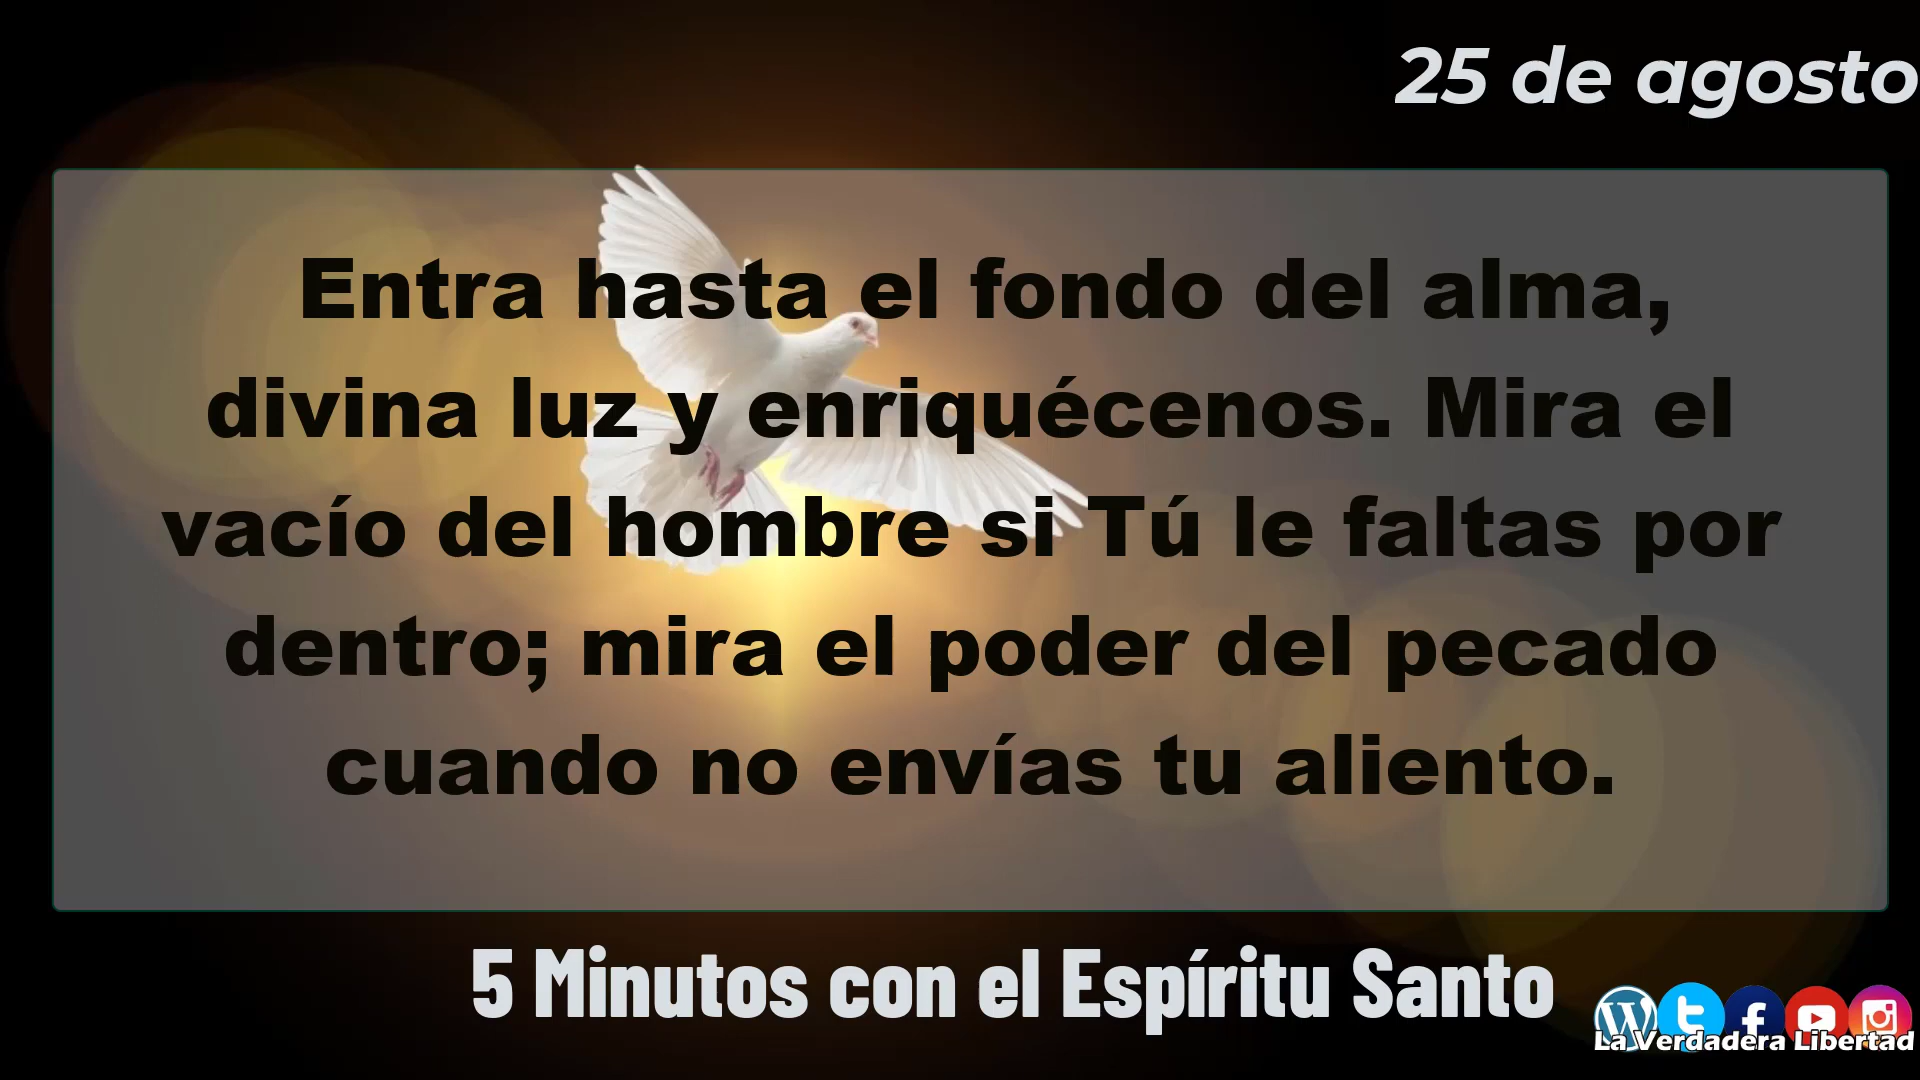 25 de agosto
Entra hasta el fondo del alma,
divina luz y enriquécenos. Mira el
vacío del hombre si Tú le faltas por
dentro; mira el poder del pecado
cuando no envías tu aliento.
5 Minutos con el Espíritu Santo
La Verdadera Libertad